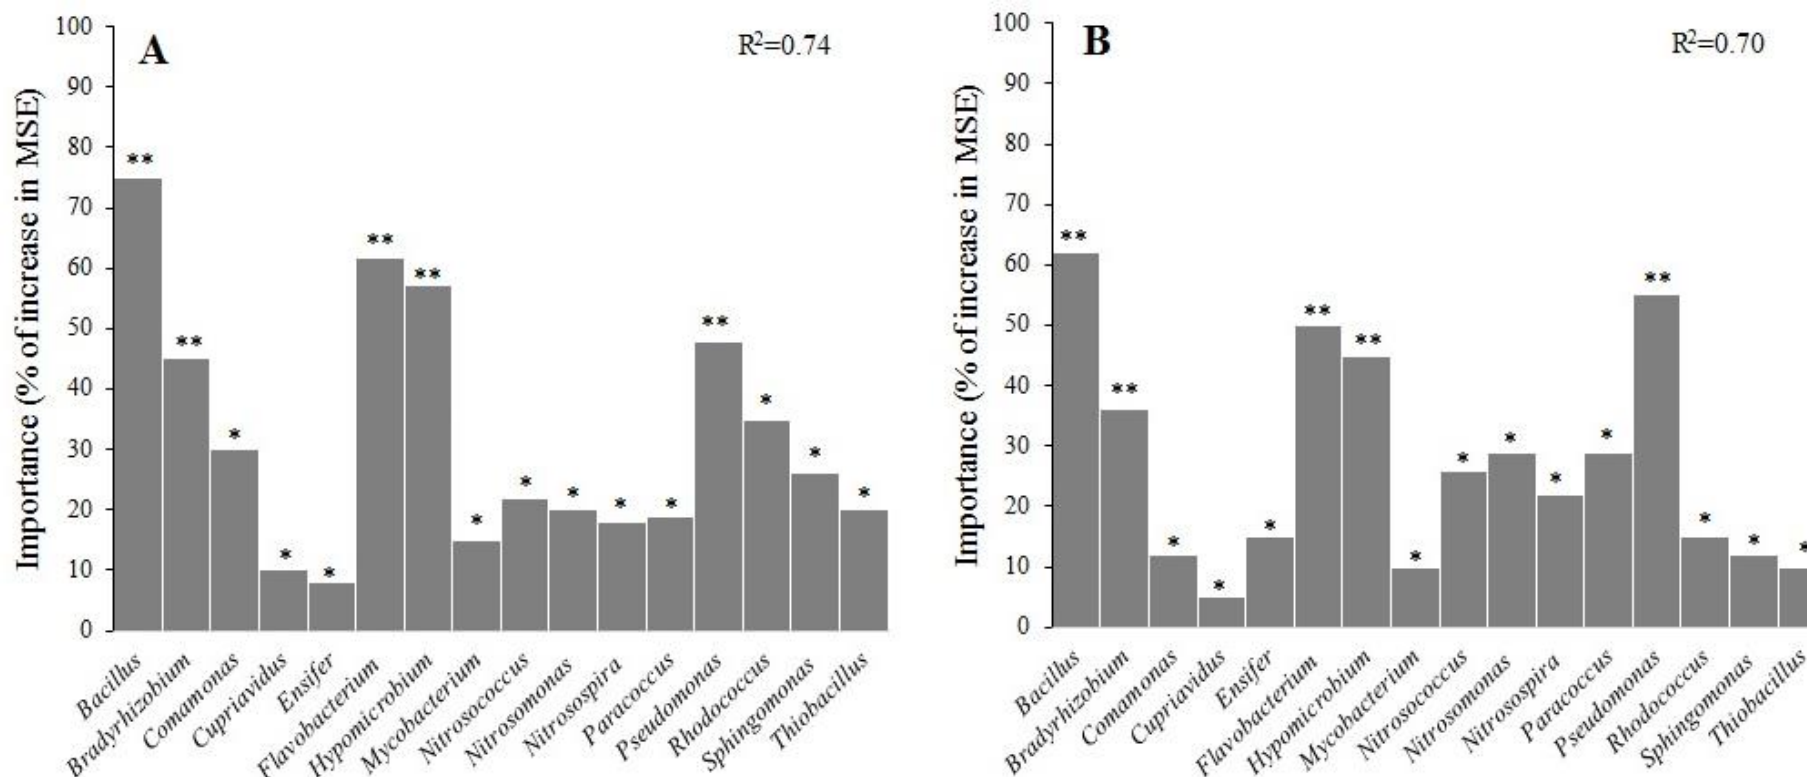 A
R²=0.74
Importance (% of increase in MSE)
100
90
80
70
60
50
40
30
20
10
0
**
**
*
*
*
**
**
*
*
*
*
*
**
*
*
*
Bacillus
Bradyrhizobium
Comamonas
Cupriavidus
Ensifer
Flavobacterium
Hypomicrobium
Mycobacterium
Nitrosococcus
Nitrosomonas
Nitrosospira
Paracoccus
Pseudomonas
Rhodococcus
Sphingomonas
Thiobacillus
B
R²=0.70
Importance (% of increase in MSE)
100
90
80
70
60
50
40
30
20
10
0
**
**
*
*
*
**
**
*
*
*
*
*
**
*
*
*
Bacillus
Bradyrhizobium
Comamonas
Cupriavidus
Ensifer
Flavobacterium
Hypomicrobium
Mycobacterium
Nitrosococcus
Nitrosomonas
Nitrosospira
Paracoccus
Pseudomonas
Rhodococcus
Sphingomonas
Thiobacillus